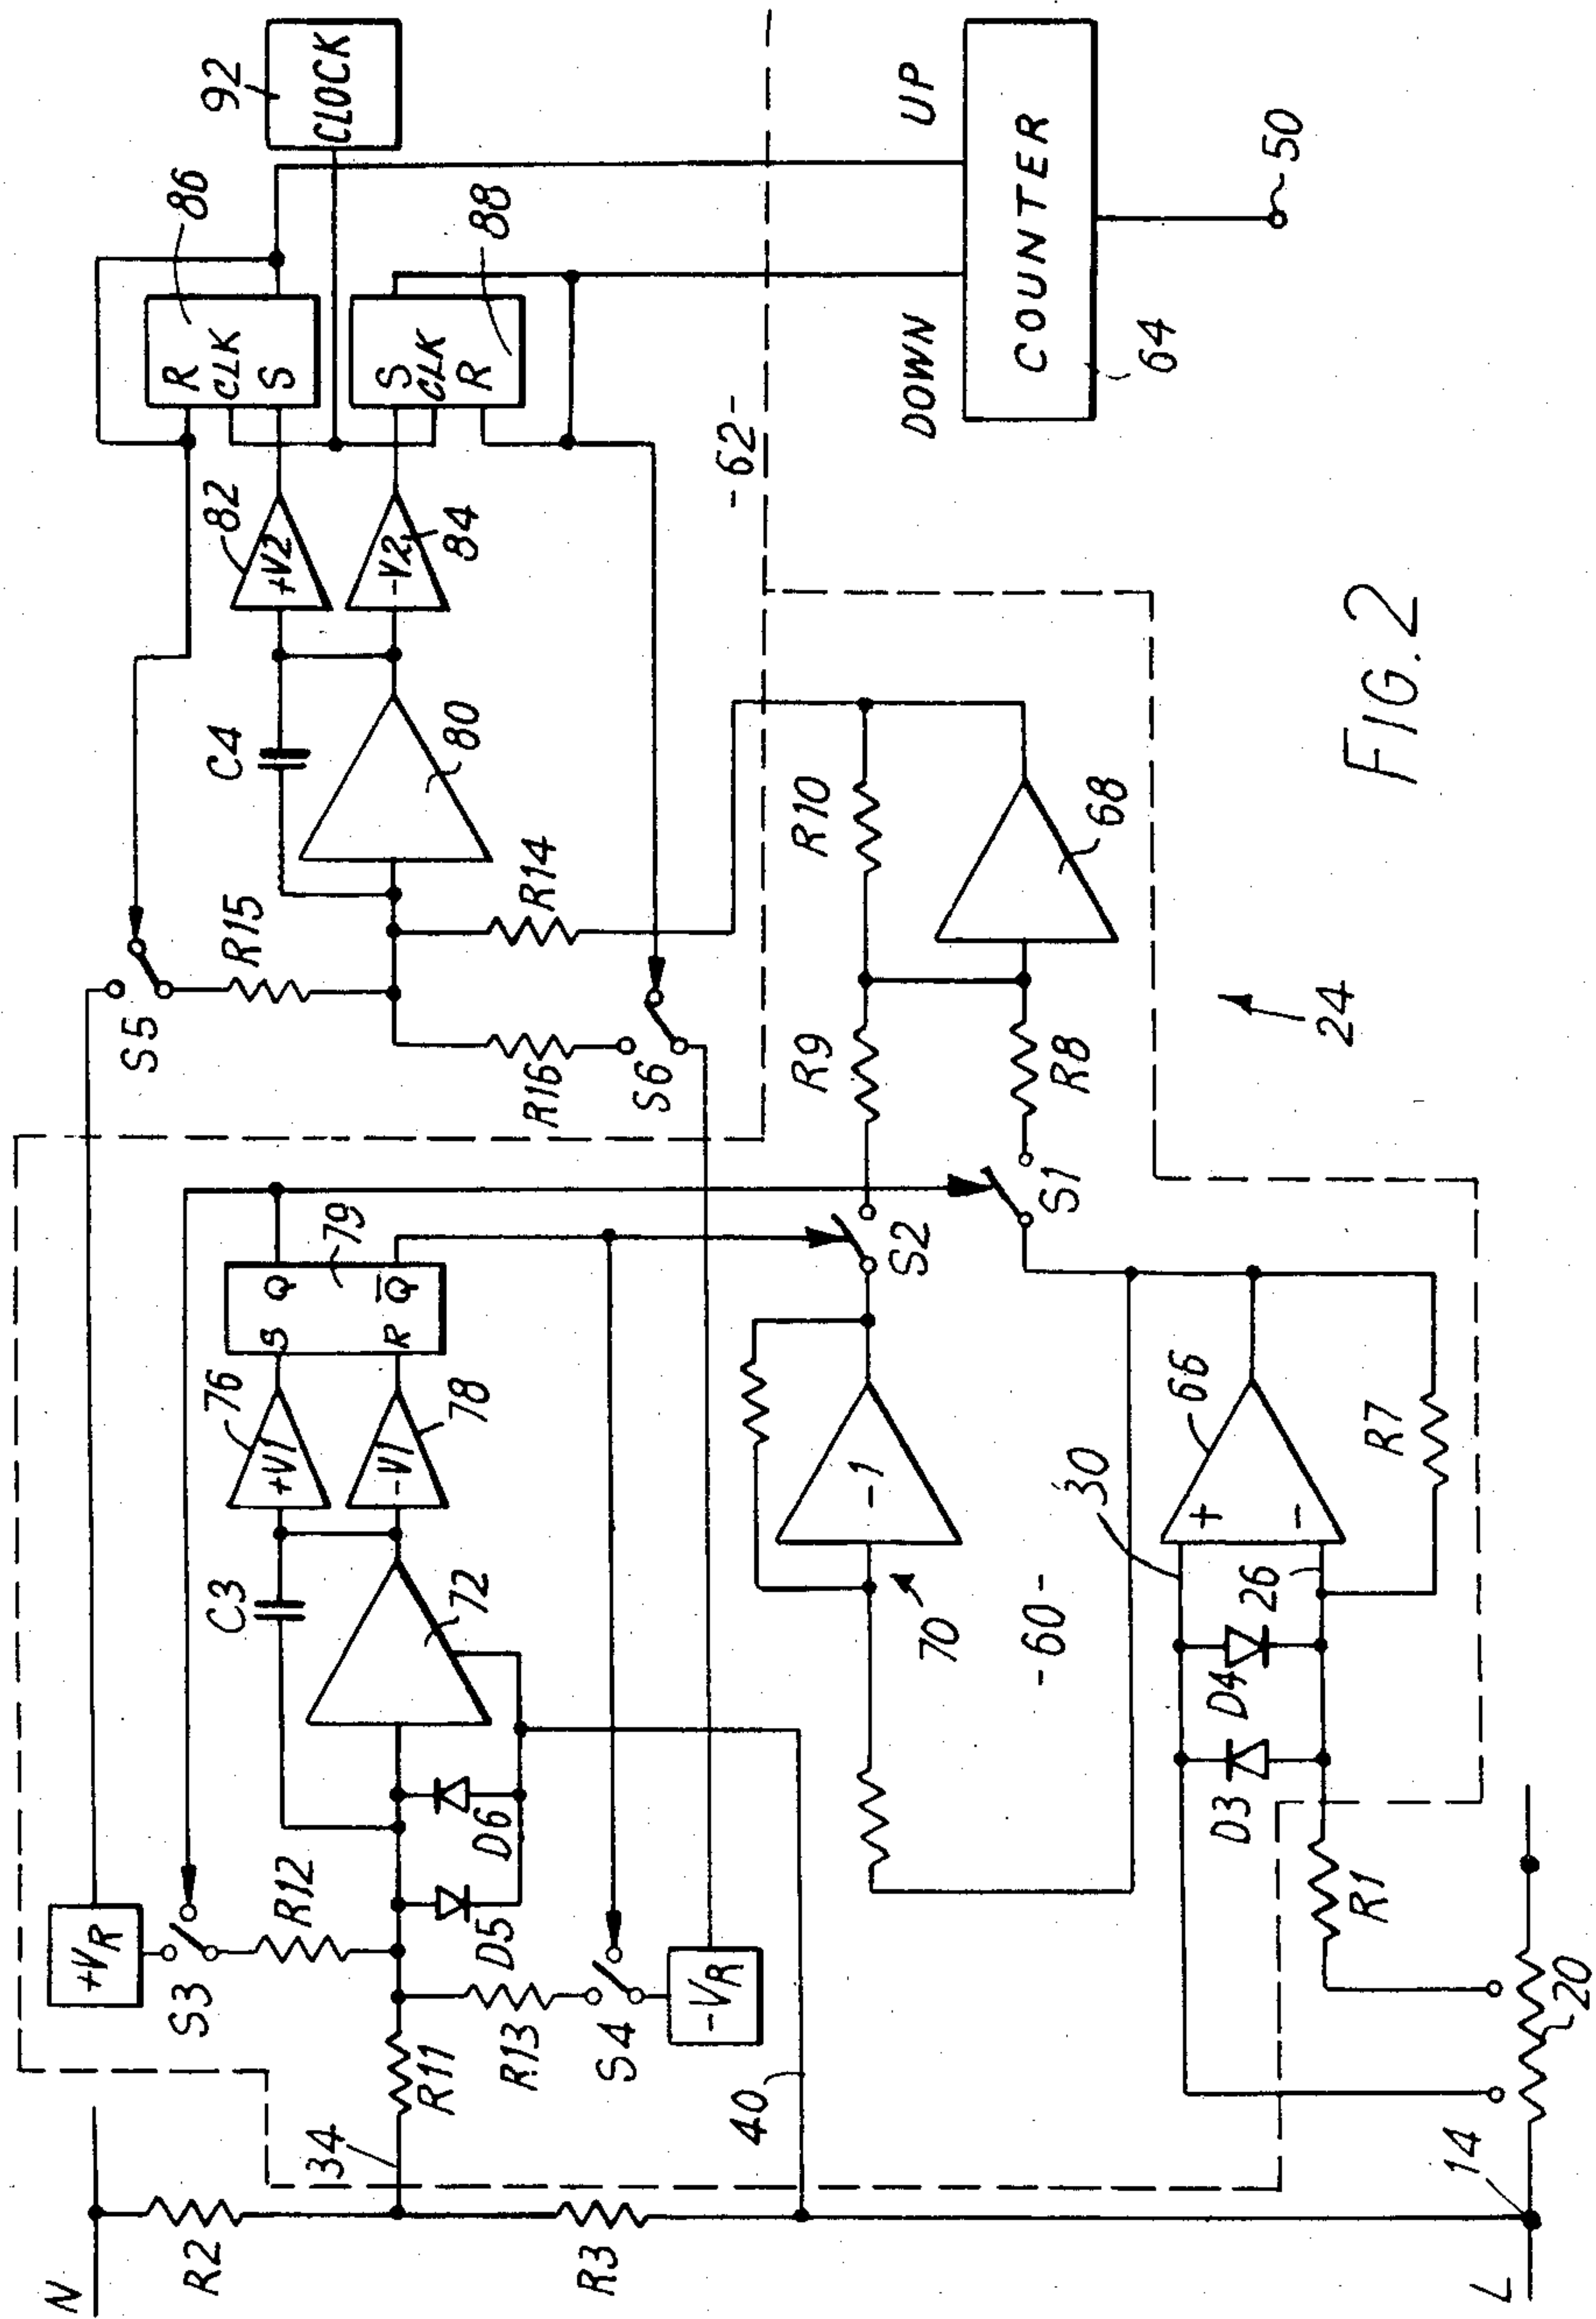 N
R2
34
R3
40
14
L
20
+VR
S3
R12
R11
R13
S4
-VR
D5
D6
C3
72
76
+V1
-V1
78
S
Q
R
Q̅
79
S5
R15
R16
S6
R14
C4
80
82
+V2
-V2
84
R
CLK
S
86
S
CLK
R
88
92
CLOCK
-62-
UP
DOWN
COUNTER
64
50
70
-1
S2
R9
R10
S1
R8
68
-60-
30
66
+
-
26
D4
D3
R1
R7
24
FIG. 2